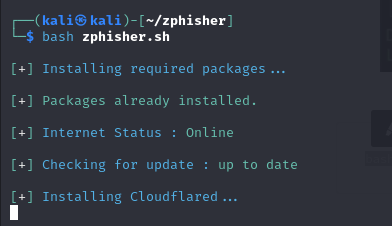 ┌──(kali㉿kali)-[~/zphisher]
└─$ bash zphisher.sh
[+] Installing required packages...
[+] Packages already installed.
[+] Internet Status : Online
[+] Checking for update : up to date
[+] Installing Cloudflared...